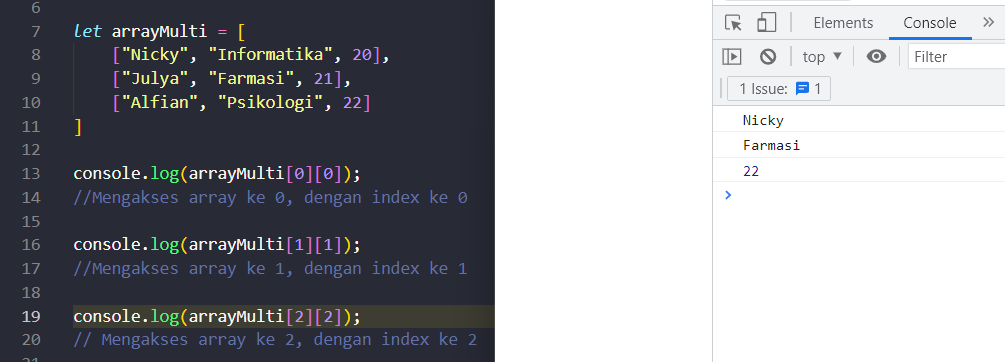 6
7 let arrayMulti = [
8 ["Nicky", "Informatika", 20],
9 ["Julya", "Farmasi", 21],
10 ["Alfian", "Psikologi", 22]
11 ]
12
13 console.log(arrayMulti[0][0]);
14 //Mengakses array ke 0, dengan index ke 0
15
16 console.log(arrayMulti[1][1]);
17 //Mengakses array ke 1, dengan index ke 1
18
19 console.log(arrayMulti[2][2]);
20 // Mengakses array ke 2, dengan index ke 2
21
Elements Console »
top ▼ Filter
1 Issue: 1
Nicky
Farmasi
22
>